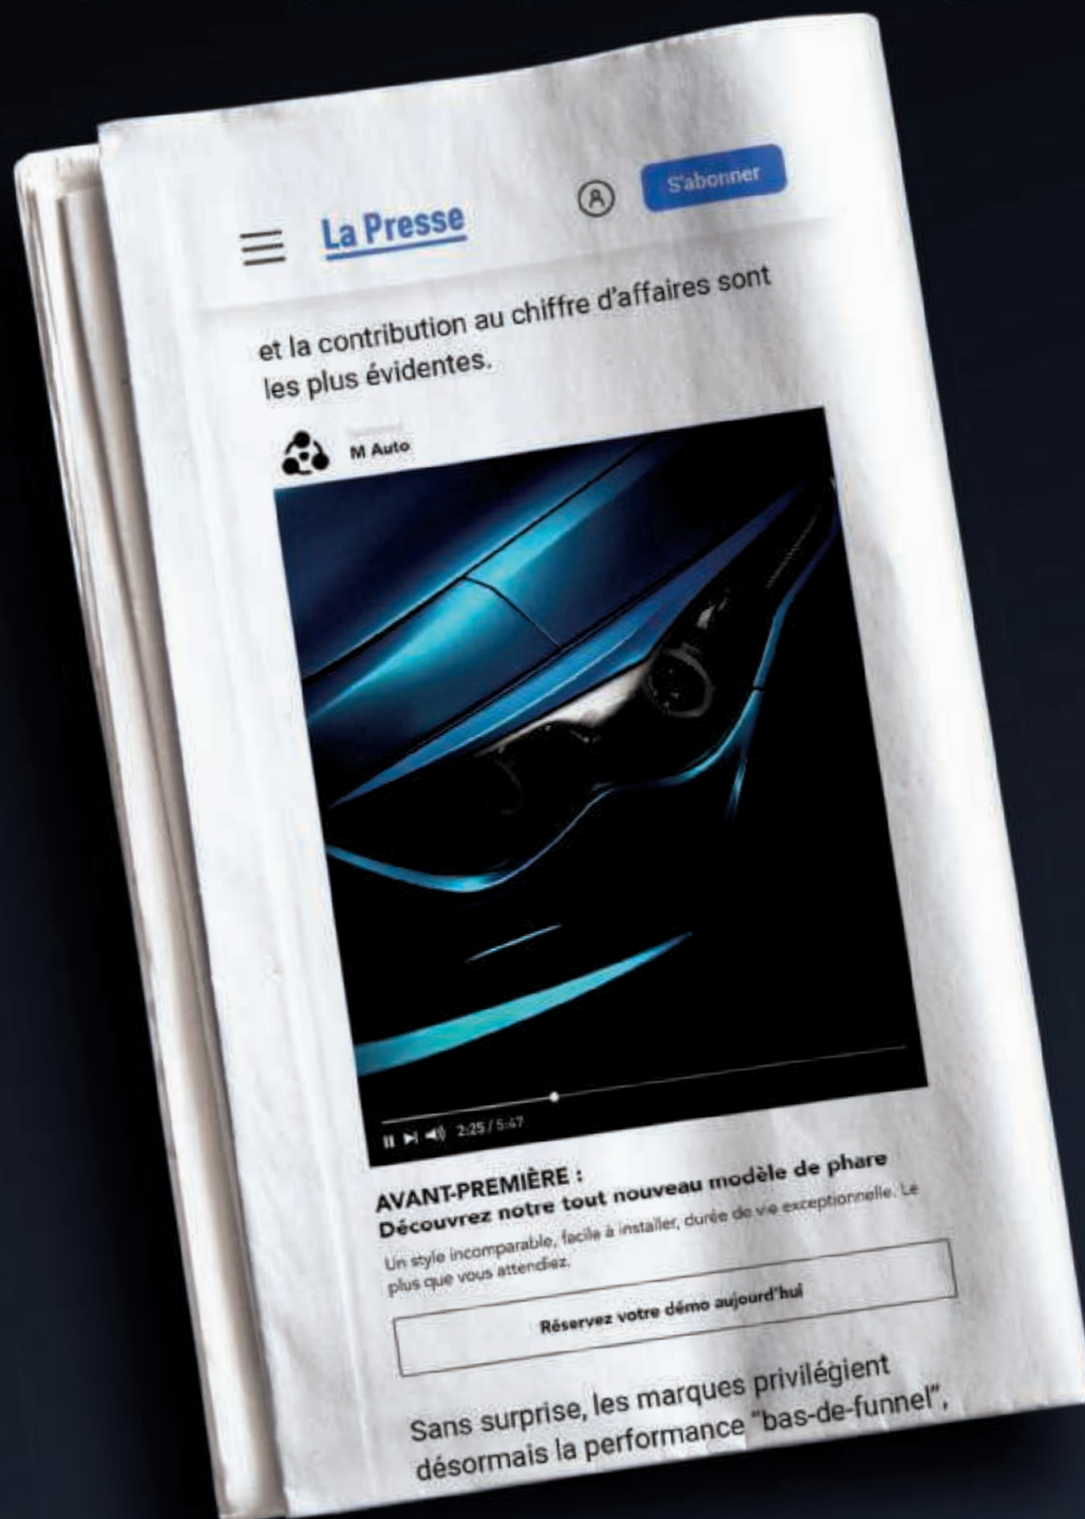 La Presse
S'abonner
et la contribution au chiffre d'affaires sont
les plus évidentes.
M Auto
2:25 / 5:47
AVANT-PREMIÈRE :
Découvrez notre tout nouveau modèle de phare
Un style incomparable, facile à installer, durée de vie exceptionnelle. Le
plus que vous attendiez.
Réservez votre démo aujourd'hui
Sans surprise, les marques privilégient
désormais la performance "bas-de-funnel",